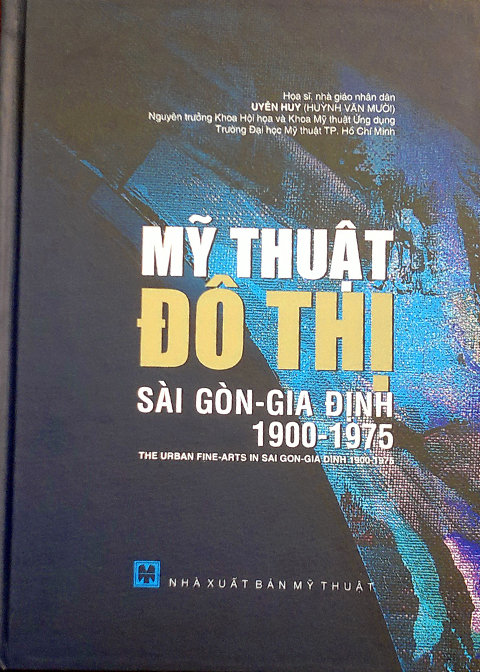 Họa sĩ, nhà giáo nhân dân
UYÊN HUY (HUỲNH VĂN MƯỜI)
Nguyên trưởng Khoa Hội họa và Khoa Mỹ thuật Ứng dụng
Trường Đại học Mỹ thuật TP. Hồ Chí Minh
MỸ THUẬT
ĐÔ THỊ
SÀI GÒN-GIA ĐỊNH
1900-1975
THE URBAN FINE-ARTS IN SAI GON-GIA DINH 1900-1975
NHÀ XUẤT BẢN MỸ THUẬT